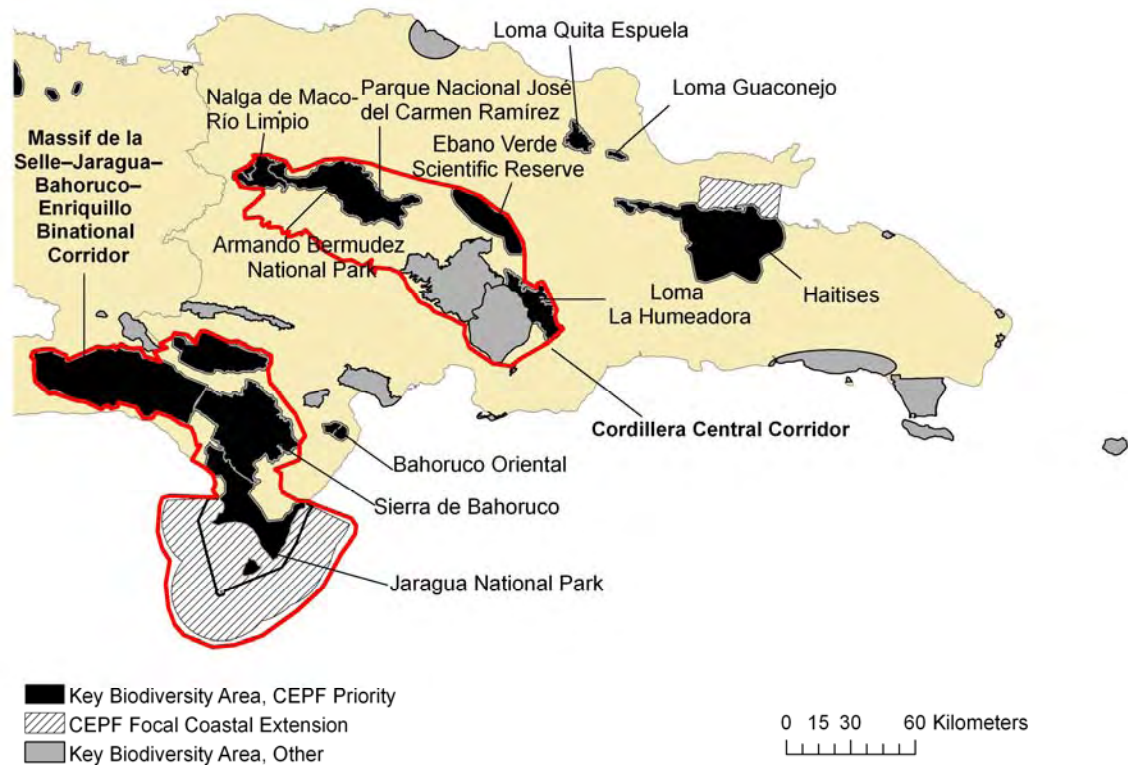 Loma Quita Espuela
Loma Guaconejo
Nalga de Maco-
Río Limpio
Parque Nacional José
del Carmen Ramírez
Ebano Verde
Scientific Reserve
Massif de la
Selle–Jaragua–
Bahoruco–
Enriquillo
Binational
Corridor
Armando Bermudez
National Park
Loma
La Humeadora
Haitises
Cordillera Central Corridor
Bahoruco Oriental
Sierra de Bahoruco
Jaragua National Park
Key Biodiversity Area, CEPF Priority
CEPF Focal Coastal Extension
Key Biodiversity Area, Other
0 15 30 60 Kilometers